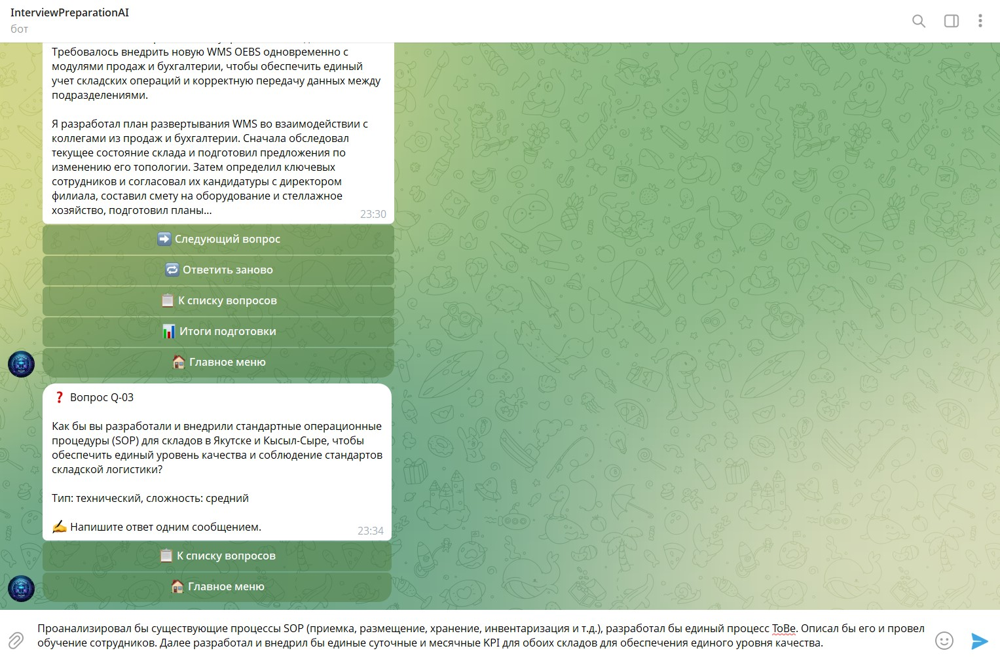 InterviewPreparationAI
бот
Требовалось внедрить новую WMS OEBS одновременно с
модулями продаж и бухгалтерии, чтобы обеспечить единый
учет складских операций и корректную передачу данных между
подразделениями.
Я разработал план развертывания WMS во взаимодействии с
коллегами из продаж и бухгалтерии. Сначала обследовал
текущее состояние склада и подготовил предложения по
изменению его топологии. Затем определил ключевых
сотрудников и согласовал их кандидатуры с директором
филиала, составил смету на оборудование и стеллажное
хозяйство, подготовил планы...
23:30
Следующий вопрос
Ответить заново
К списку вопросов
Итоги подготовки
Главное меню
❓ Вопрос Q-03
Как бы вы разработали и внедрили стандартные операционные
процедуры (SOP) для складов в Якутске и Кысыл-Сыре, чтобы
обеспечить единый уровень качества и соблюдение стандартов
складской логистики?
Тип: технический, сложность: средний
✍ Напишите ответ одним сообщением.
23:34
К списку вопросов
Главное меню
Проанализировал бы существующие процессы SOP (приемка, размещение, хранение, инвентаризация и т.д.), разработал бы единый процесс ToBe. Описал бы его и провел
обучение сотрудников. Далее разработал и внедрил бы единые суточные и месячные KPI для обоих складов для обеспечения единого уровня качества.